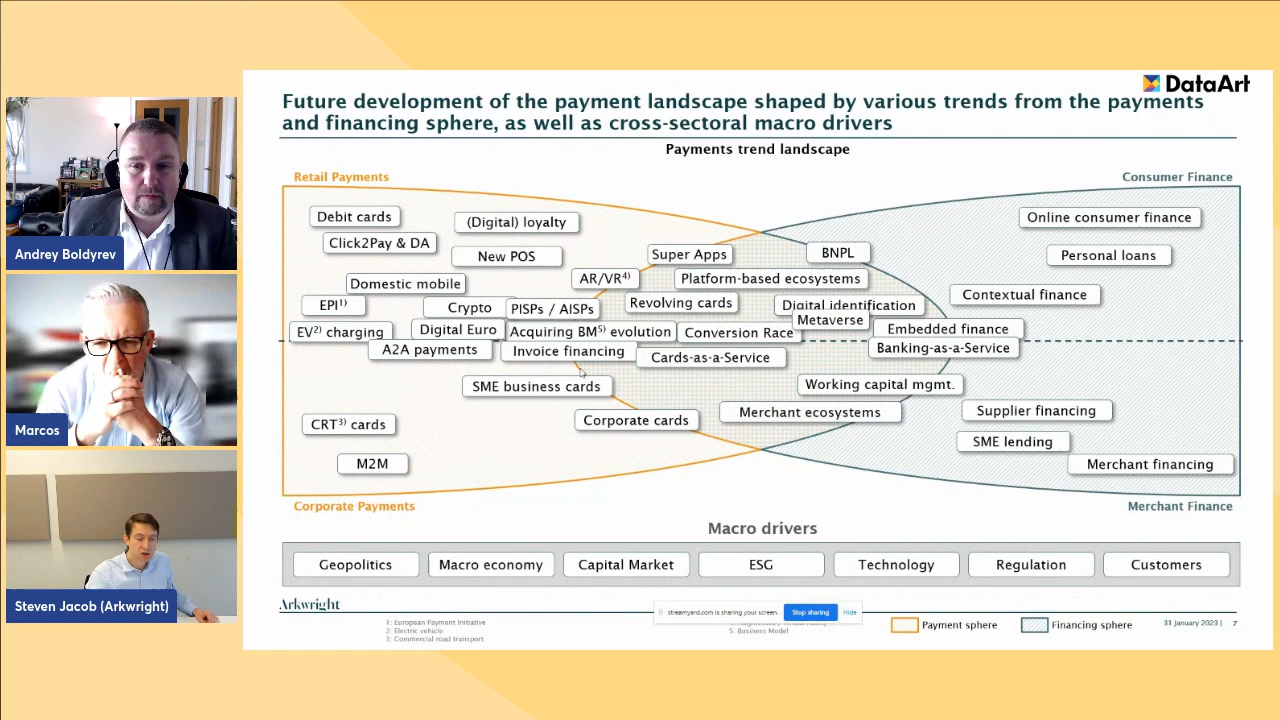 DataArt
Future development of the payment landscape shaped by various trends from the payments
and financing sphere, as well as cross-sectoral macro drivers
Payments trend landscape
Retail Payments
Consumer Finance
Debit cards
(Digital) loyalty
Online consumer finance
Click2Pay & DA
New POS
Super Apps
BNPL
Personal loans
Domestic mobile
AR/VR⁴⁾
Platform-based ecosystems
EPI¹⁾
Crypto
PISPs / AISPs
Revolving cards
Digital identification
Contextual finance
Metaverse
EV²⁾ charging
Digital Euro
Acquiring BM⁵⁾ evolution
Conversion Race
Embedded finance
A2A payments
Invoice financing
Cards-as-a-Service
Banking-as-a-Service
SME business cards
Working capital mgmt.
CRT³⁾ cards
Corporate cards
Merchant ecosystems
Supplier financing
SME lending
M2M
Merchant financing
Corporate Payments
Merchant Finance
Macro drivers
Geopolitics
Macro economy
Capital Market
ESG
Technology
Regulation
Customers
Arkwright
streamyard.com is sharing your screen.
Stop sharing
Hide
1: European Payment Initiative
2: Electric vehicle
3: Commercial road transport
5: Business Model
Payment sphere
Financing sphere
31 January 2023 |
7
Andrey Boldyrev
Marcos
Steven Jacob (Arkwright)